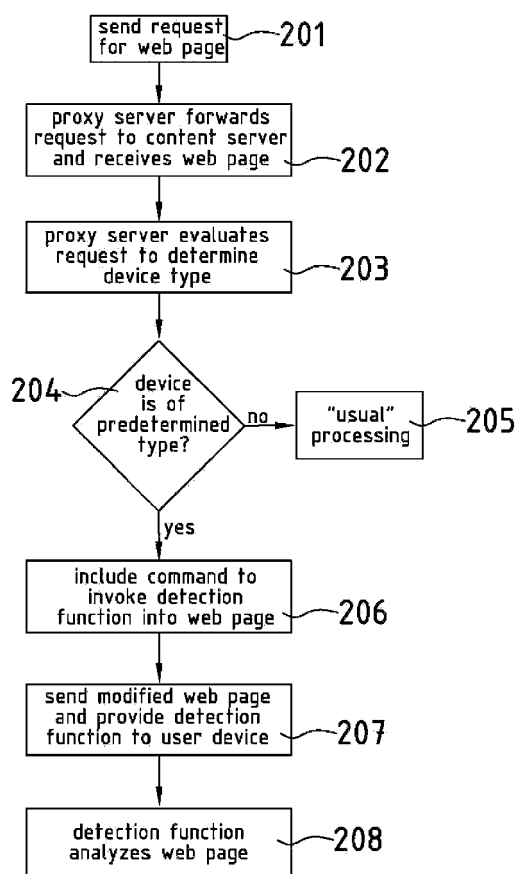 send request
for web page
201
proxy server forwards
request to content server
and receives web page
202
proxy server evaluates
request to determine
device type
203
204
device
is of
predetermined
type?
no
"usual"
processing
205
yes
include command to
invoke detection
function into web page
206
send modified web page
and provide detection
function to user device
207
detection function
analyzes web page
208